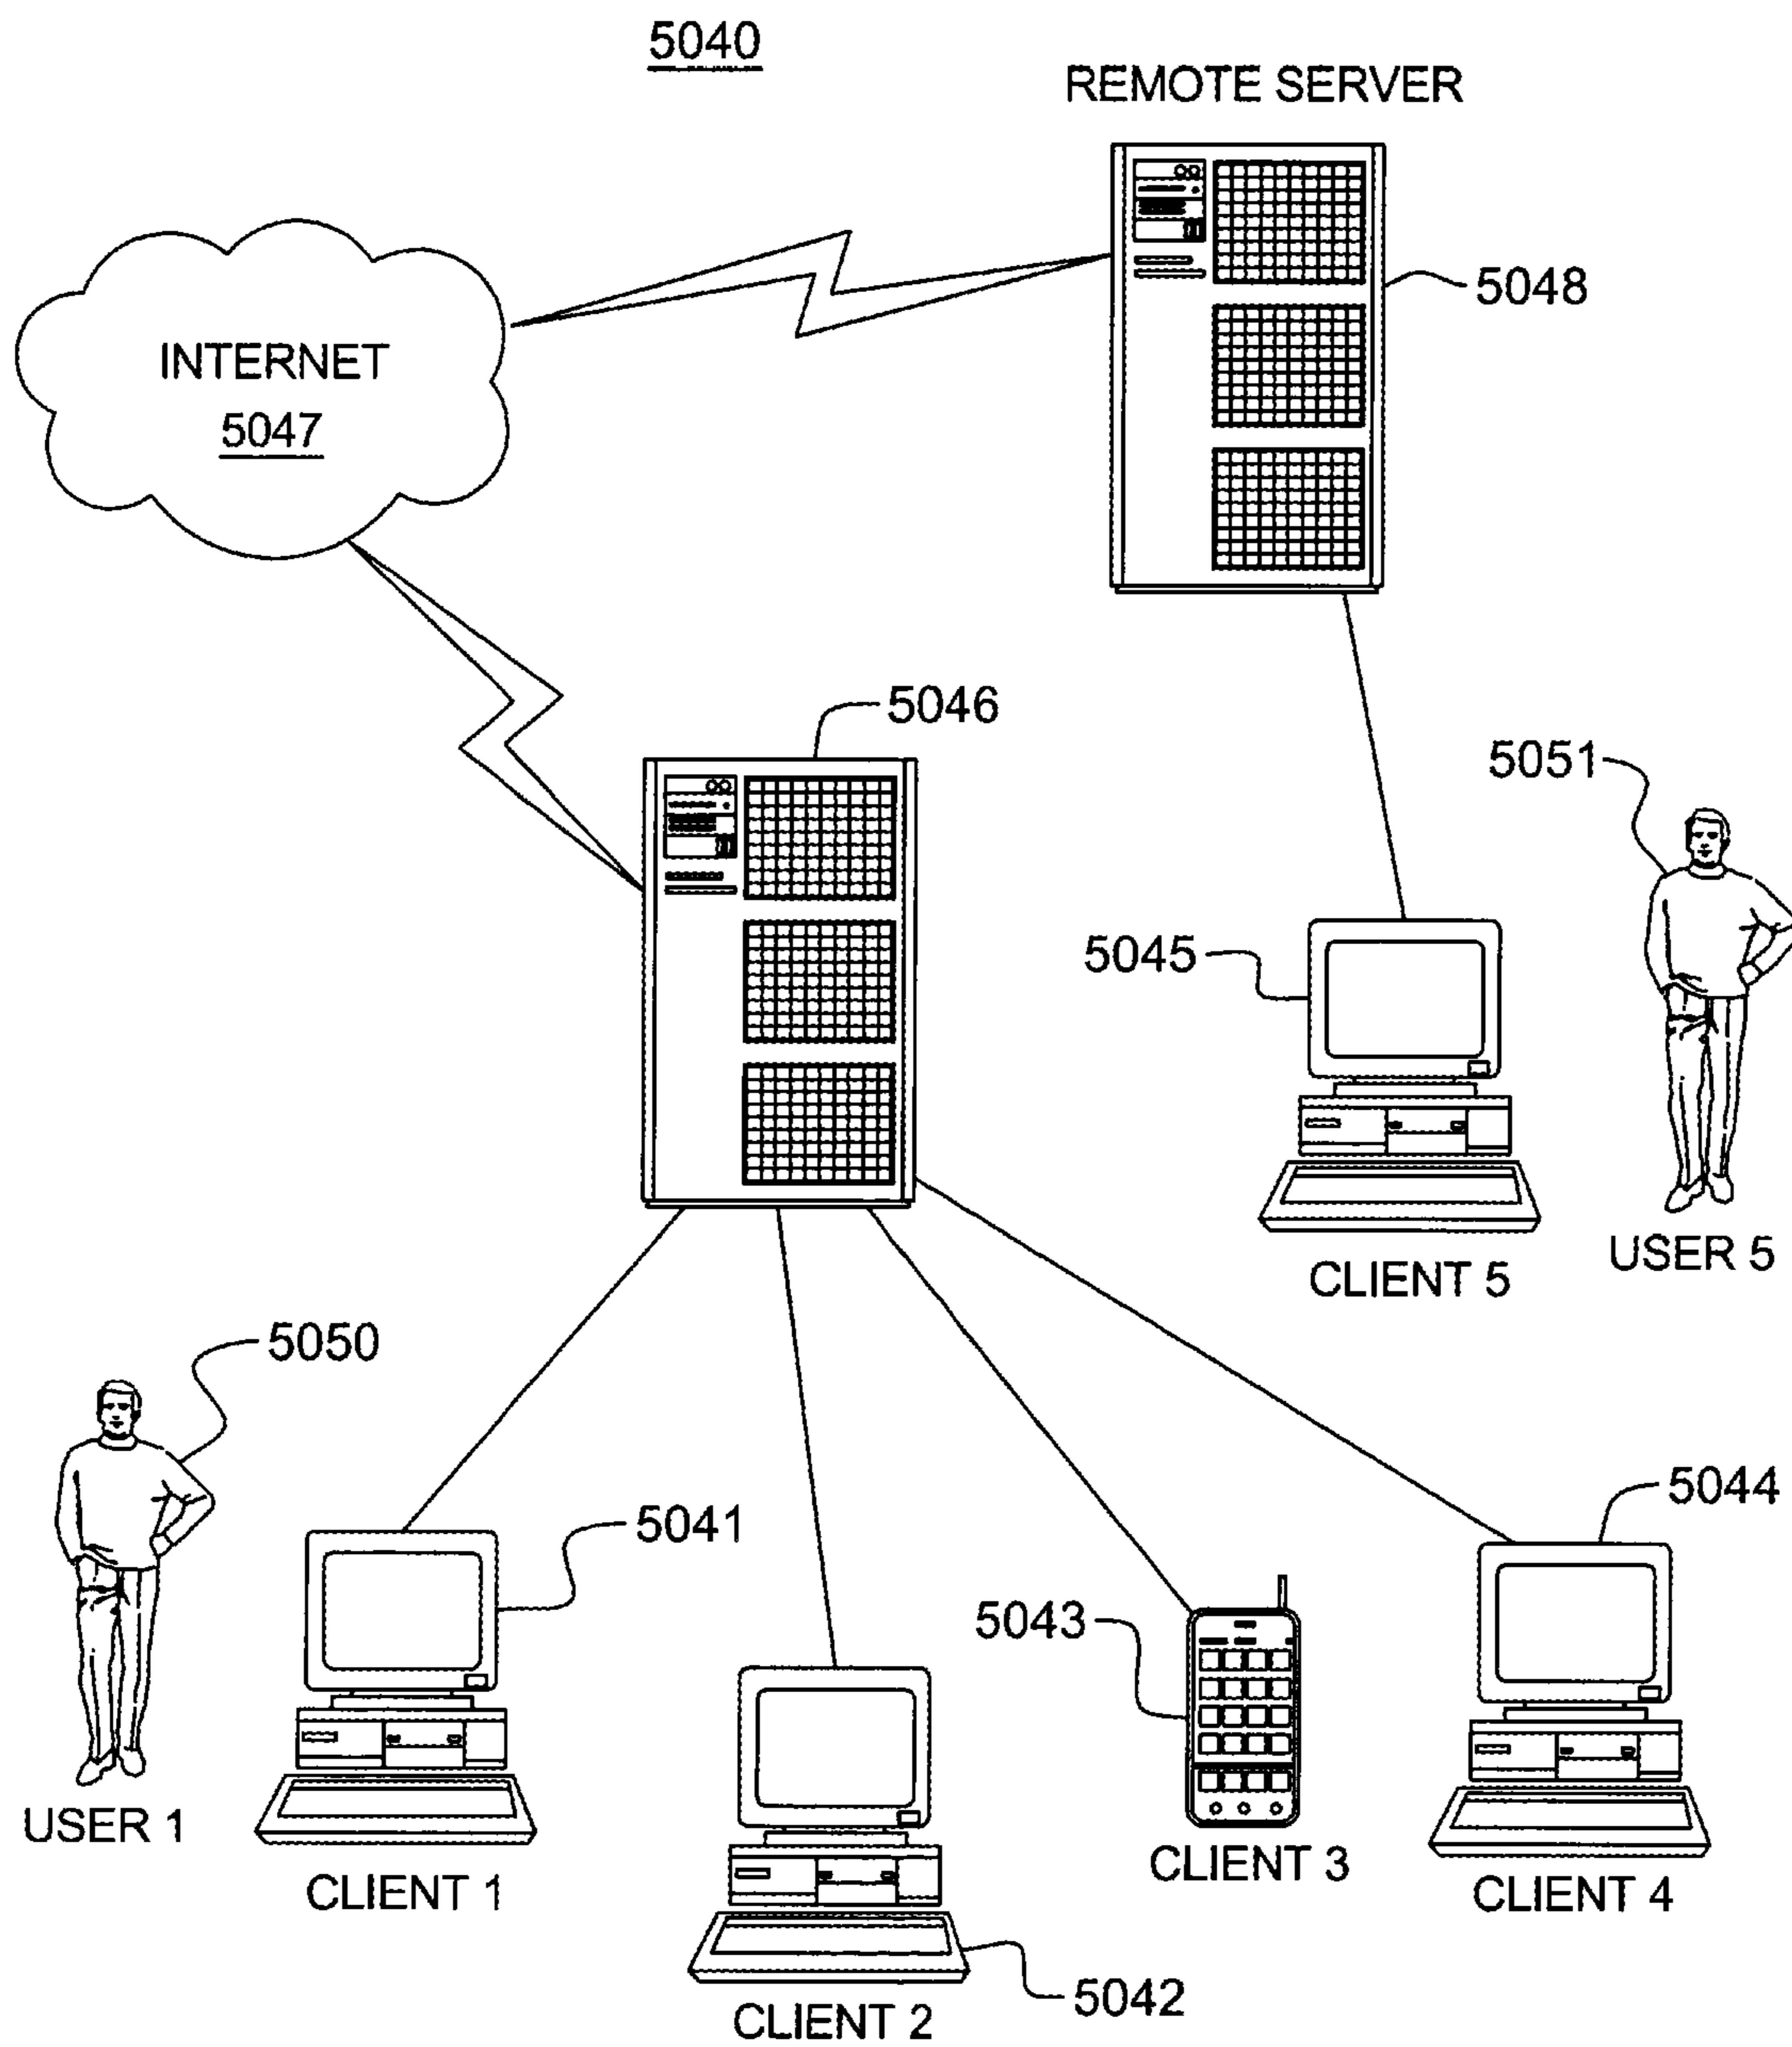 5040
REMOTE SERVER
5048
INTERNET
5047
5046
5051
5045
USER 5
CLIENT 5
5050
5041
5044
5043
USER 1
CLIENT 1
CLIENT 3
CLIENT 4
5042
CLIENT 2